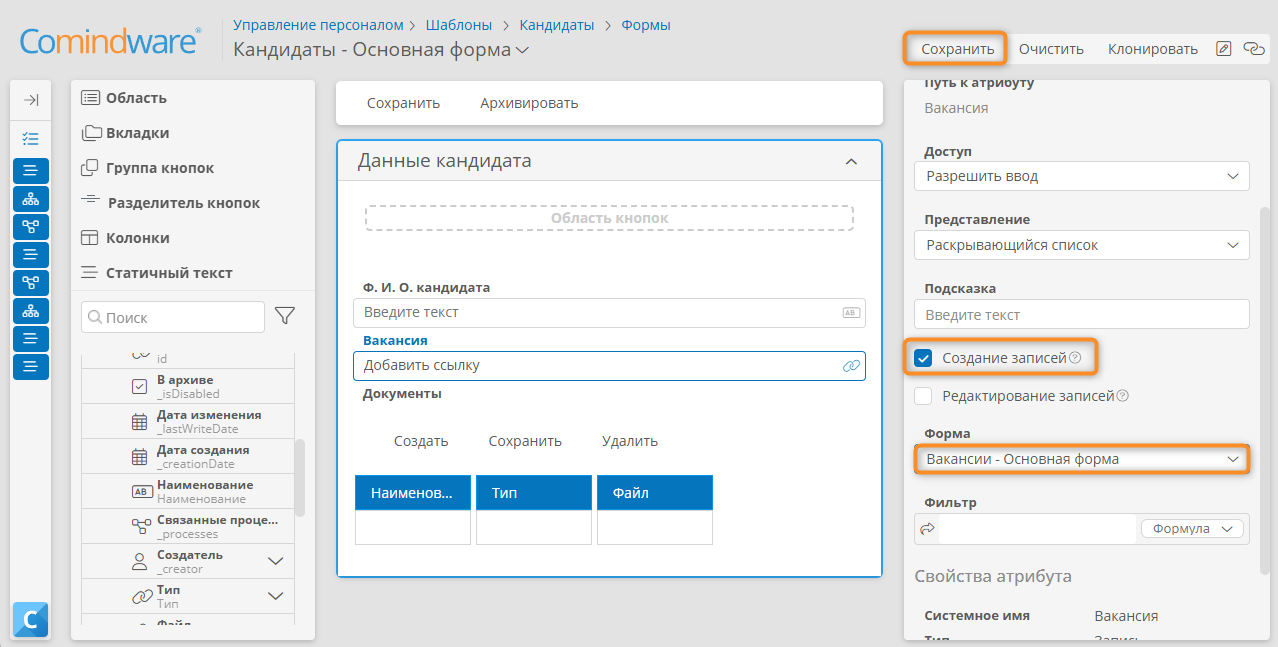 Comindware®
Управление персоналом > Шаблоны > Кандидаты > Формы
Кандидаты - Основная форма
Сохранить
Очистить
Клонировать
Область
Вкладки
Группа кнопок
Разделитель кнопок
Колонки
Статичный текст
Поиск
id
В архиве
_isDisabled
Дата изменения
_lastWriteDate
Дата создания
_creationDate
AB
Наименование
Наименование
Связанные проце...
_processes
Создатель
_creator
Тип
Тип
Файл
C
Сохранить
Архивировать
Данные кандидата
Область кнопок
Ф. И. О. кандидата
Введите текст
AB
Вакансия
Добавить ссылку
Документы
Создать
Сохранить
Удалить
Наименов...
Тип
Файл
Путь к атрибуту
Вакансия
Доступ
Разрешить ввод
Представление
Раскрывающийся список
Подсказка
Введите текст
Создание записей ?
Редактирование записей ?
Форма
Вакансии - Основная форма
Фильтр
Формула
Свойства атрибута
Системное имя
Вакансия
Тип
Запись